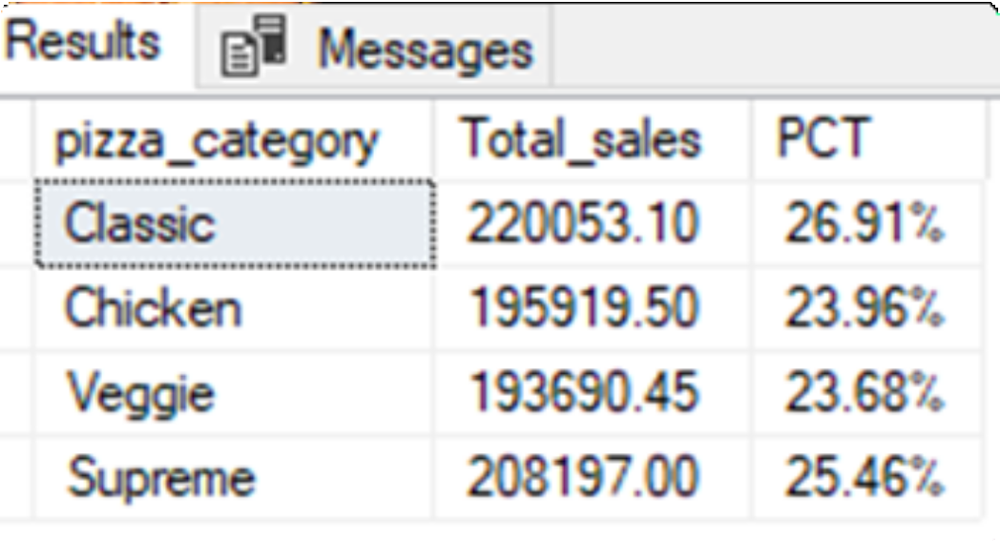 Results Messages
pizza_category Total_sales PCT
Classic 220053.10 26.91%
Chicken 195919.50 23.96%
Veggie 193690.45 23.68%
Supreme 208197.00 25.46%